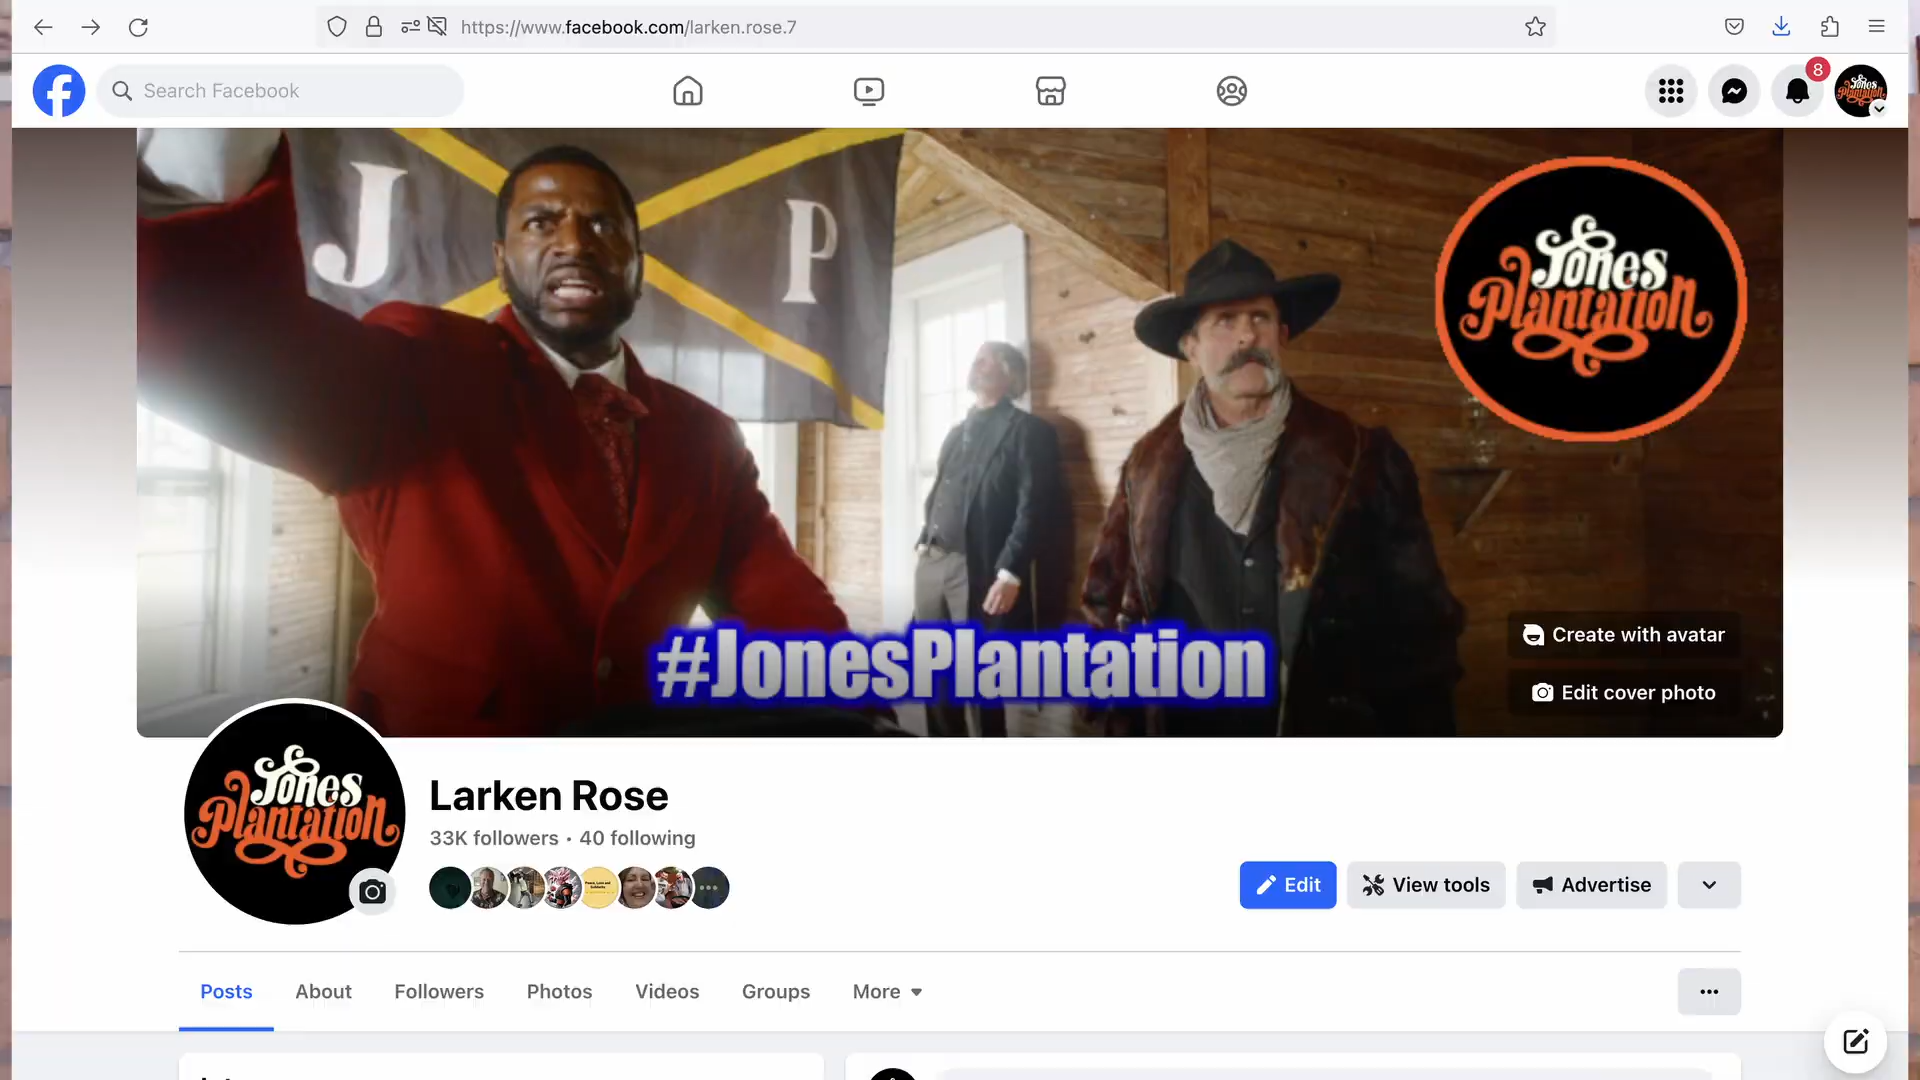 https://www.facebook.com/larken.rose.7
Search Facebook
8
Jones
Plantation
J P
Jones
Plantation
#JonesPlantation
Create with avatar
Edit cover photo
Jones
Plantation
Larken Rose
33K followers • 40 following
Edit
View tools
Advertise
Posts
About
Followers
Photos
Videos
Groups
More